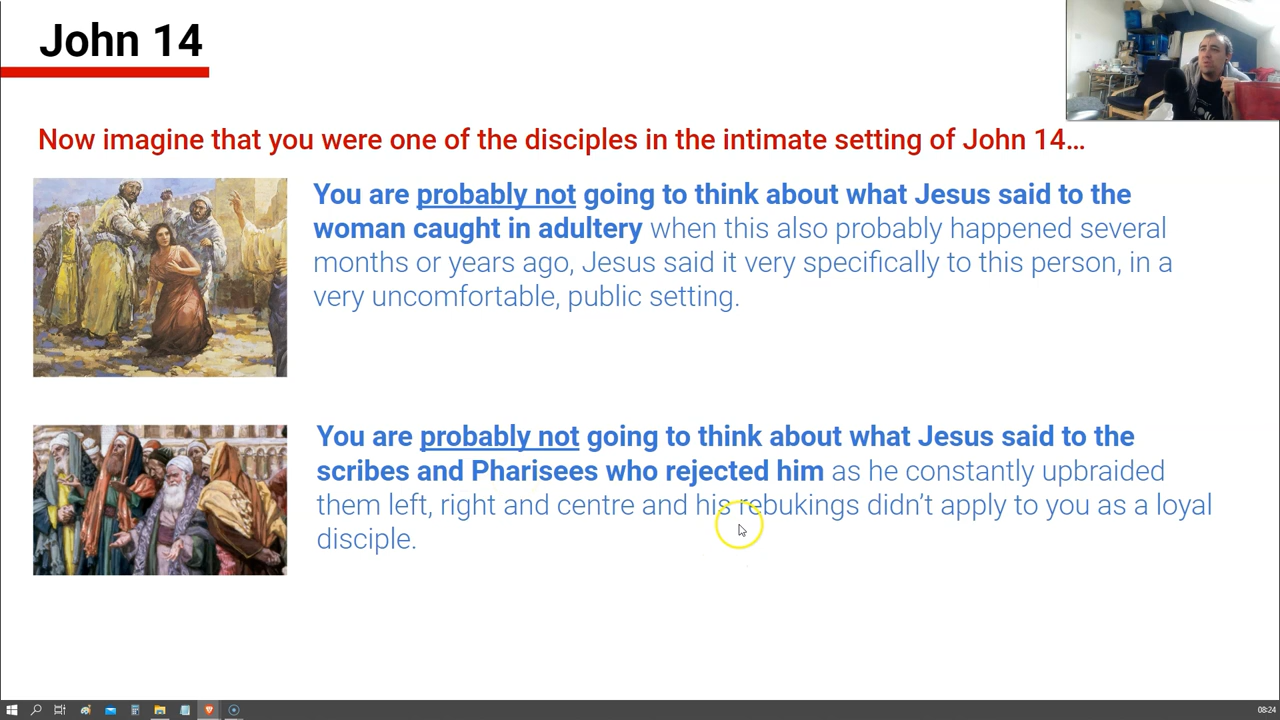 John 14
Now imagine that you were one of the disciples in the intimate setting of John 14...
You are probably not going to think about what Jesus said to the
woman caught in adultery when this also probably happened several
months or years ago, Jesus said it very specifically to this person, in a
very uncomfortable, public setting.
You are probably not going to think about what Jesus said to the
scribes and Pharisees who rejected him as he constantly upbraided
them left, right and centre and his rebukings didn't apply to you as a loyal
disciple.
08:24